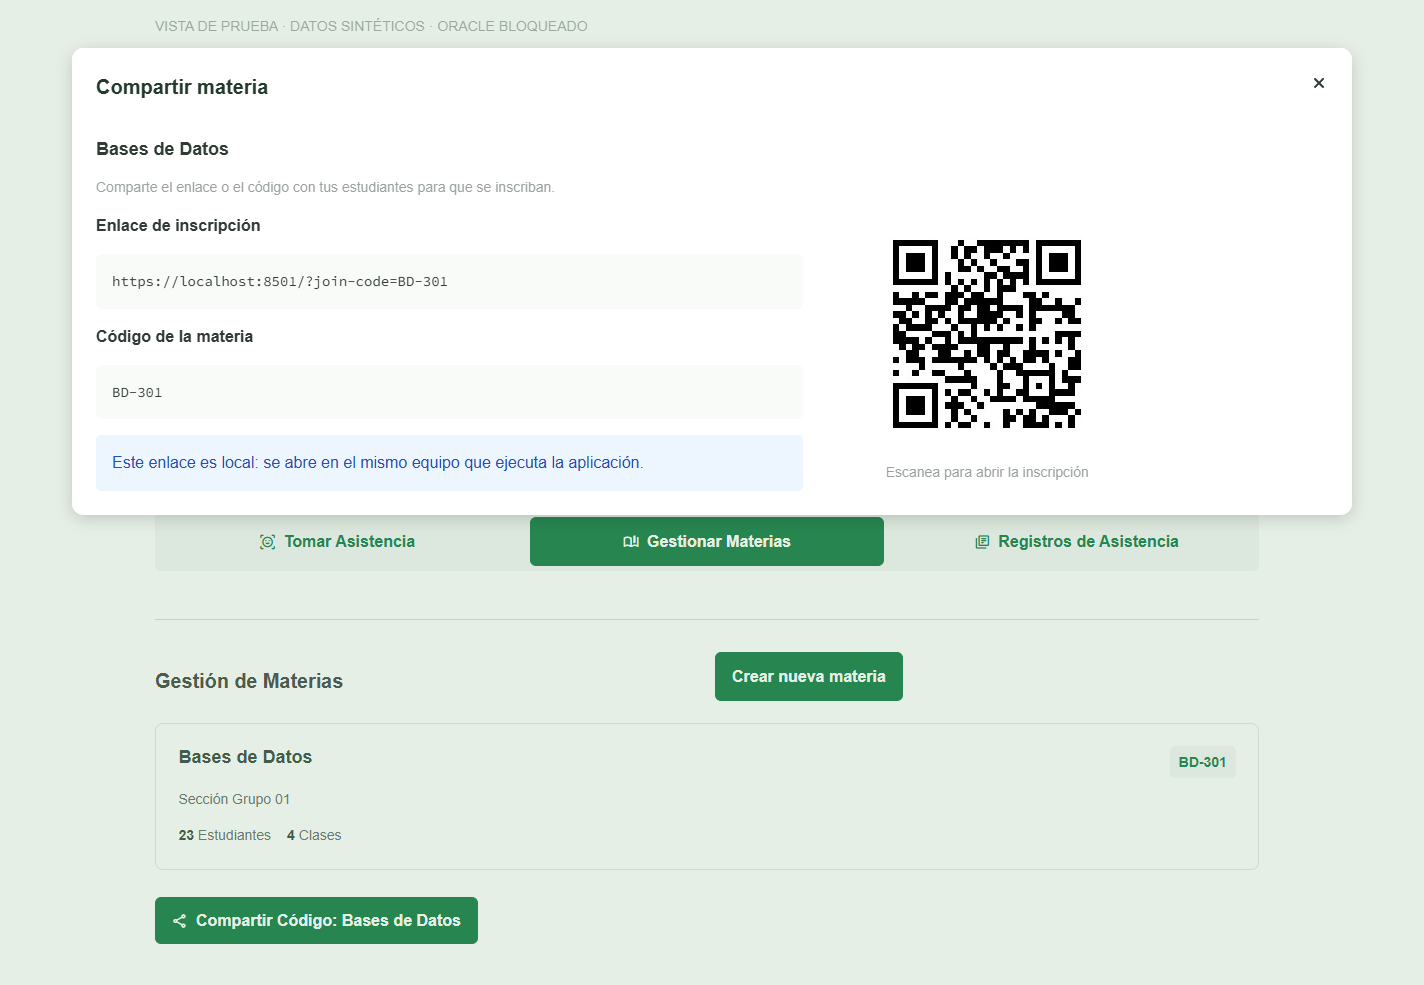 VISTA DE PRUEBA · DATOS SINTÉTICOS · ORACLE BLOQUEADO
Compartir materia
Bases de Datos
Comparte el enlace o el código con tus estudiantes para que se inscriban.
Enlace de inscripción
https://localhost:8501/?join-code=BD-301
Código de la materia
BD-301
Este enlace es local: se abre en el mismo equipo que ejecuta la aplicación.
Escanea para abrir la inscripción
Tomar Asistencia
Gestionar Materias
Registros de Asistencia
Gestión de Materias
Crear nueva materia
Bases de Datos
BD-301
Sección Grupo 01
23 Estudiantes 4 Clases
Compartir Código: Bases de Datos